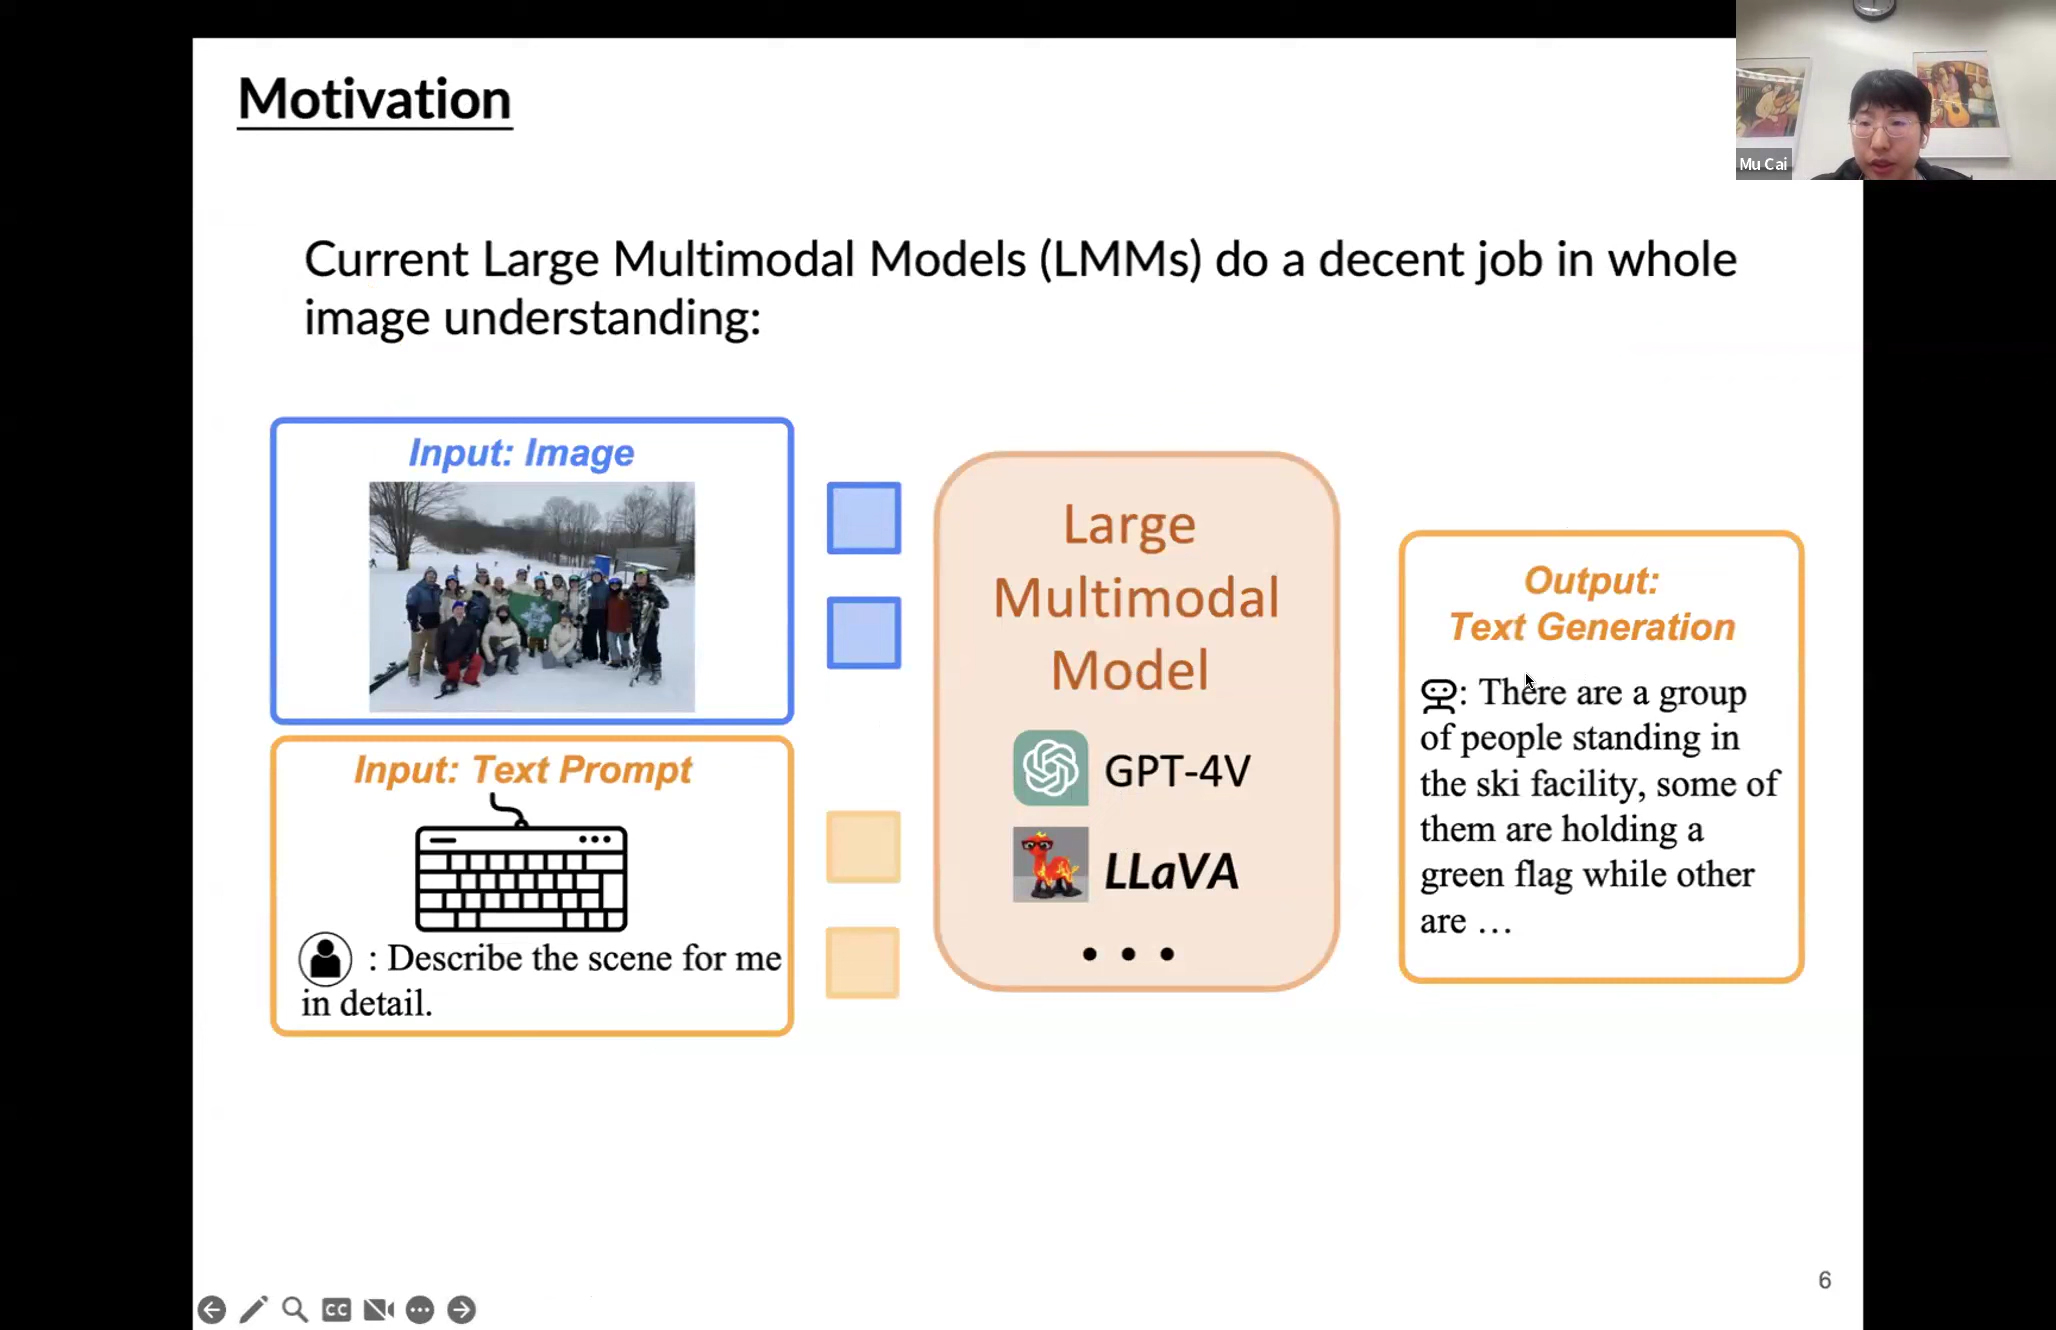 Motivation
Mu Cai
Current Large Multimodal Models (LMMs) do a decent job in whole
image understanding:
Input: Image
Input: Text Prompt
: Describe the scene for me
in detail.
Large
Multimodal
Model
GPT-4V
LLaVA
• • •
Output:
Text Generation
: There are a group
of people standing in
the ski facility, some of
them are holding a
green flag while other
are …
6
CC